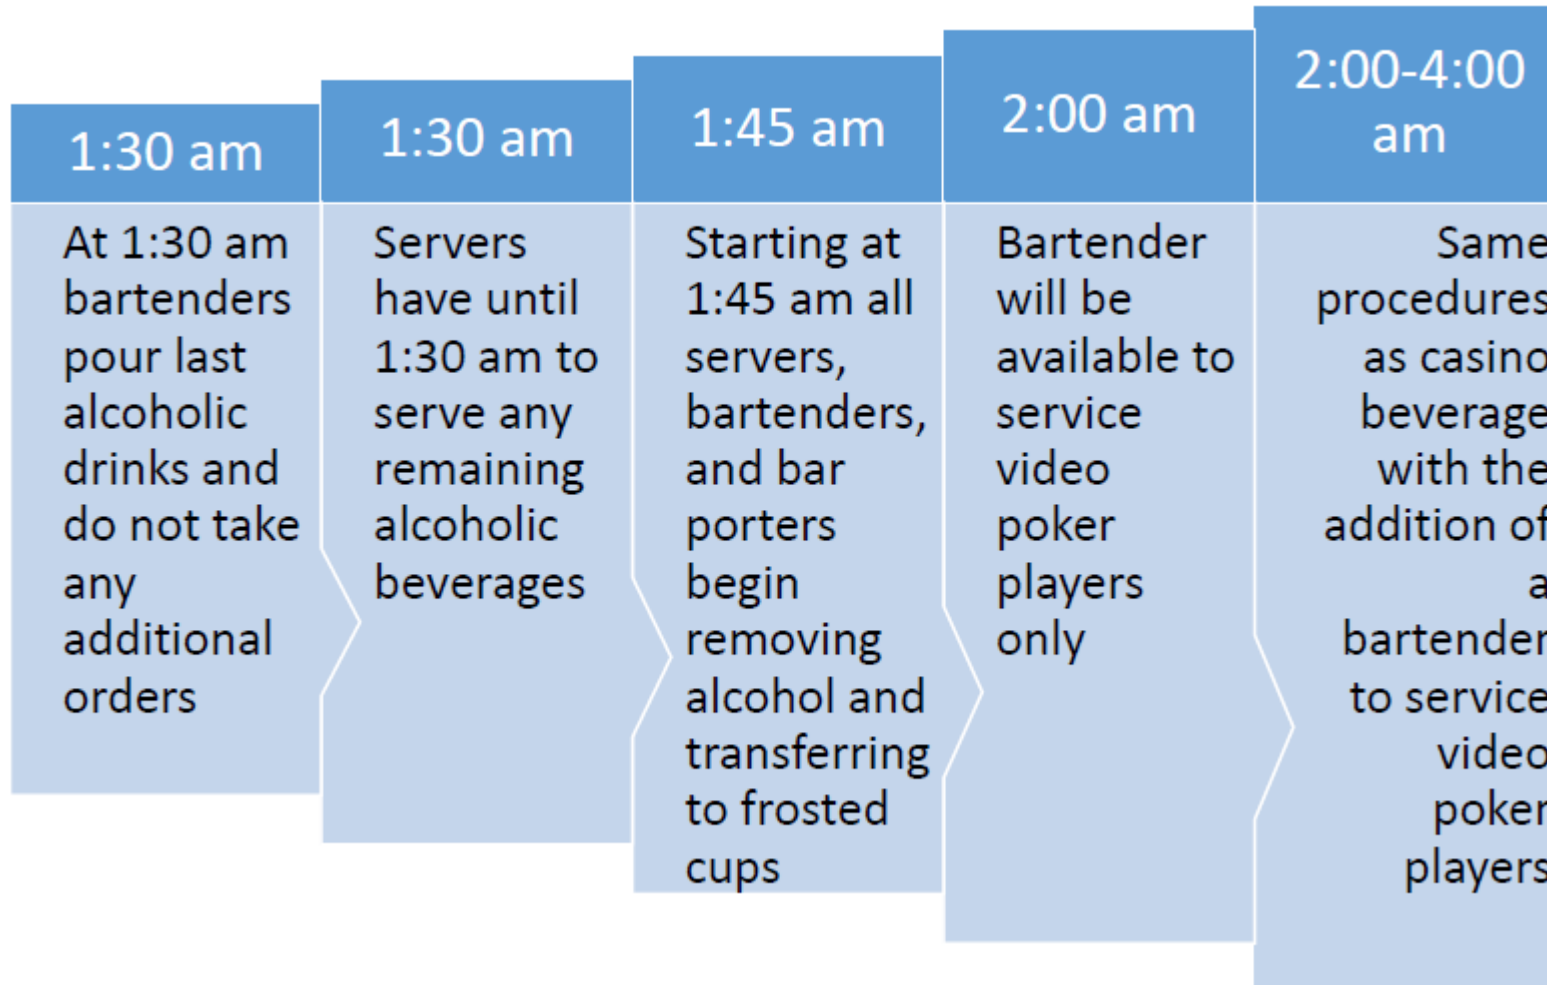 1:30 am
At 1:30 am
bartenders
pour last
alcoholic
drinks and
do not take
any
additional
orders
1:30 am
Servers
have until
1:30 am to
serve any
remaining
alcoholic
beverages
1:45 am
Starting at
1:45 am all
servers,
bartenders,
and bar
porters
begin
removing
alcohol and
transferring
to frosted
cups
2:00 am
Bartender
will be
available to
service
video
poker
players
only
2:00-4:00
am
Same
procedures
as casino
beverage
with the
addition of
a
bartender
to service
video
poker
players